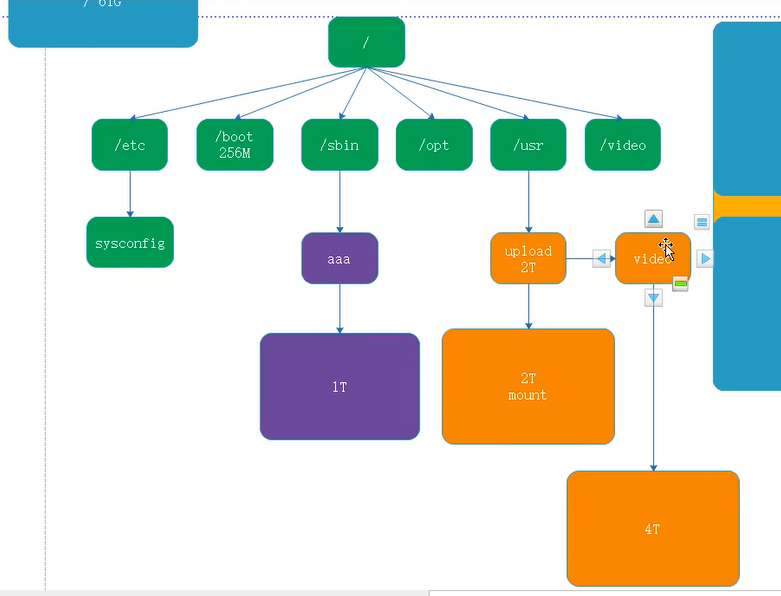 / 61G
/
/etc
/boot
256M
/sbin
/opt
/usr
/video
sysconfig
aaa
upload
2T
video
1T
2T
mount
4T